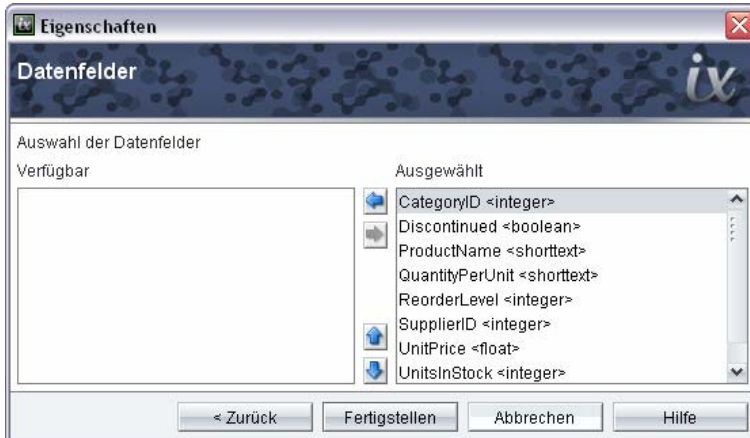 ix Eigenschaften
Datenfelder
ix
Auswahl der Datenfelder
Verfügbar
Ausgewählt
CategoryID <integer>
Discontinued <boolean>
ProductName <shorttext>
QuantityPerUnit <shorttext>
ReorderLevel <integer>
SupplierID <integer>
UnitPrice <float>
UnitsInStock <integer>
< Zurück
Fertigstellen
Abbrechen
Hilfe